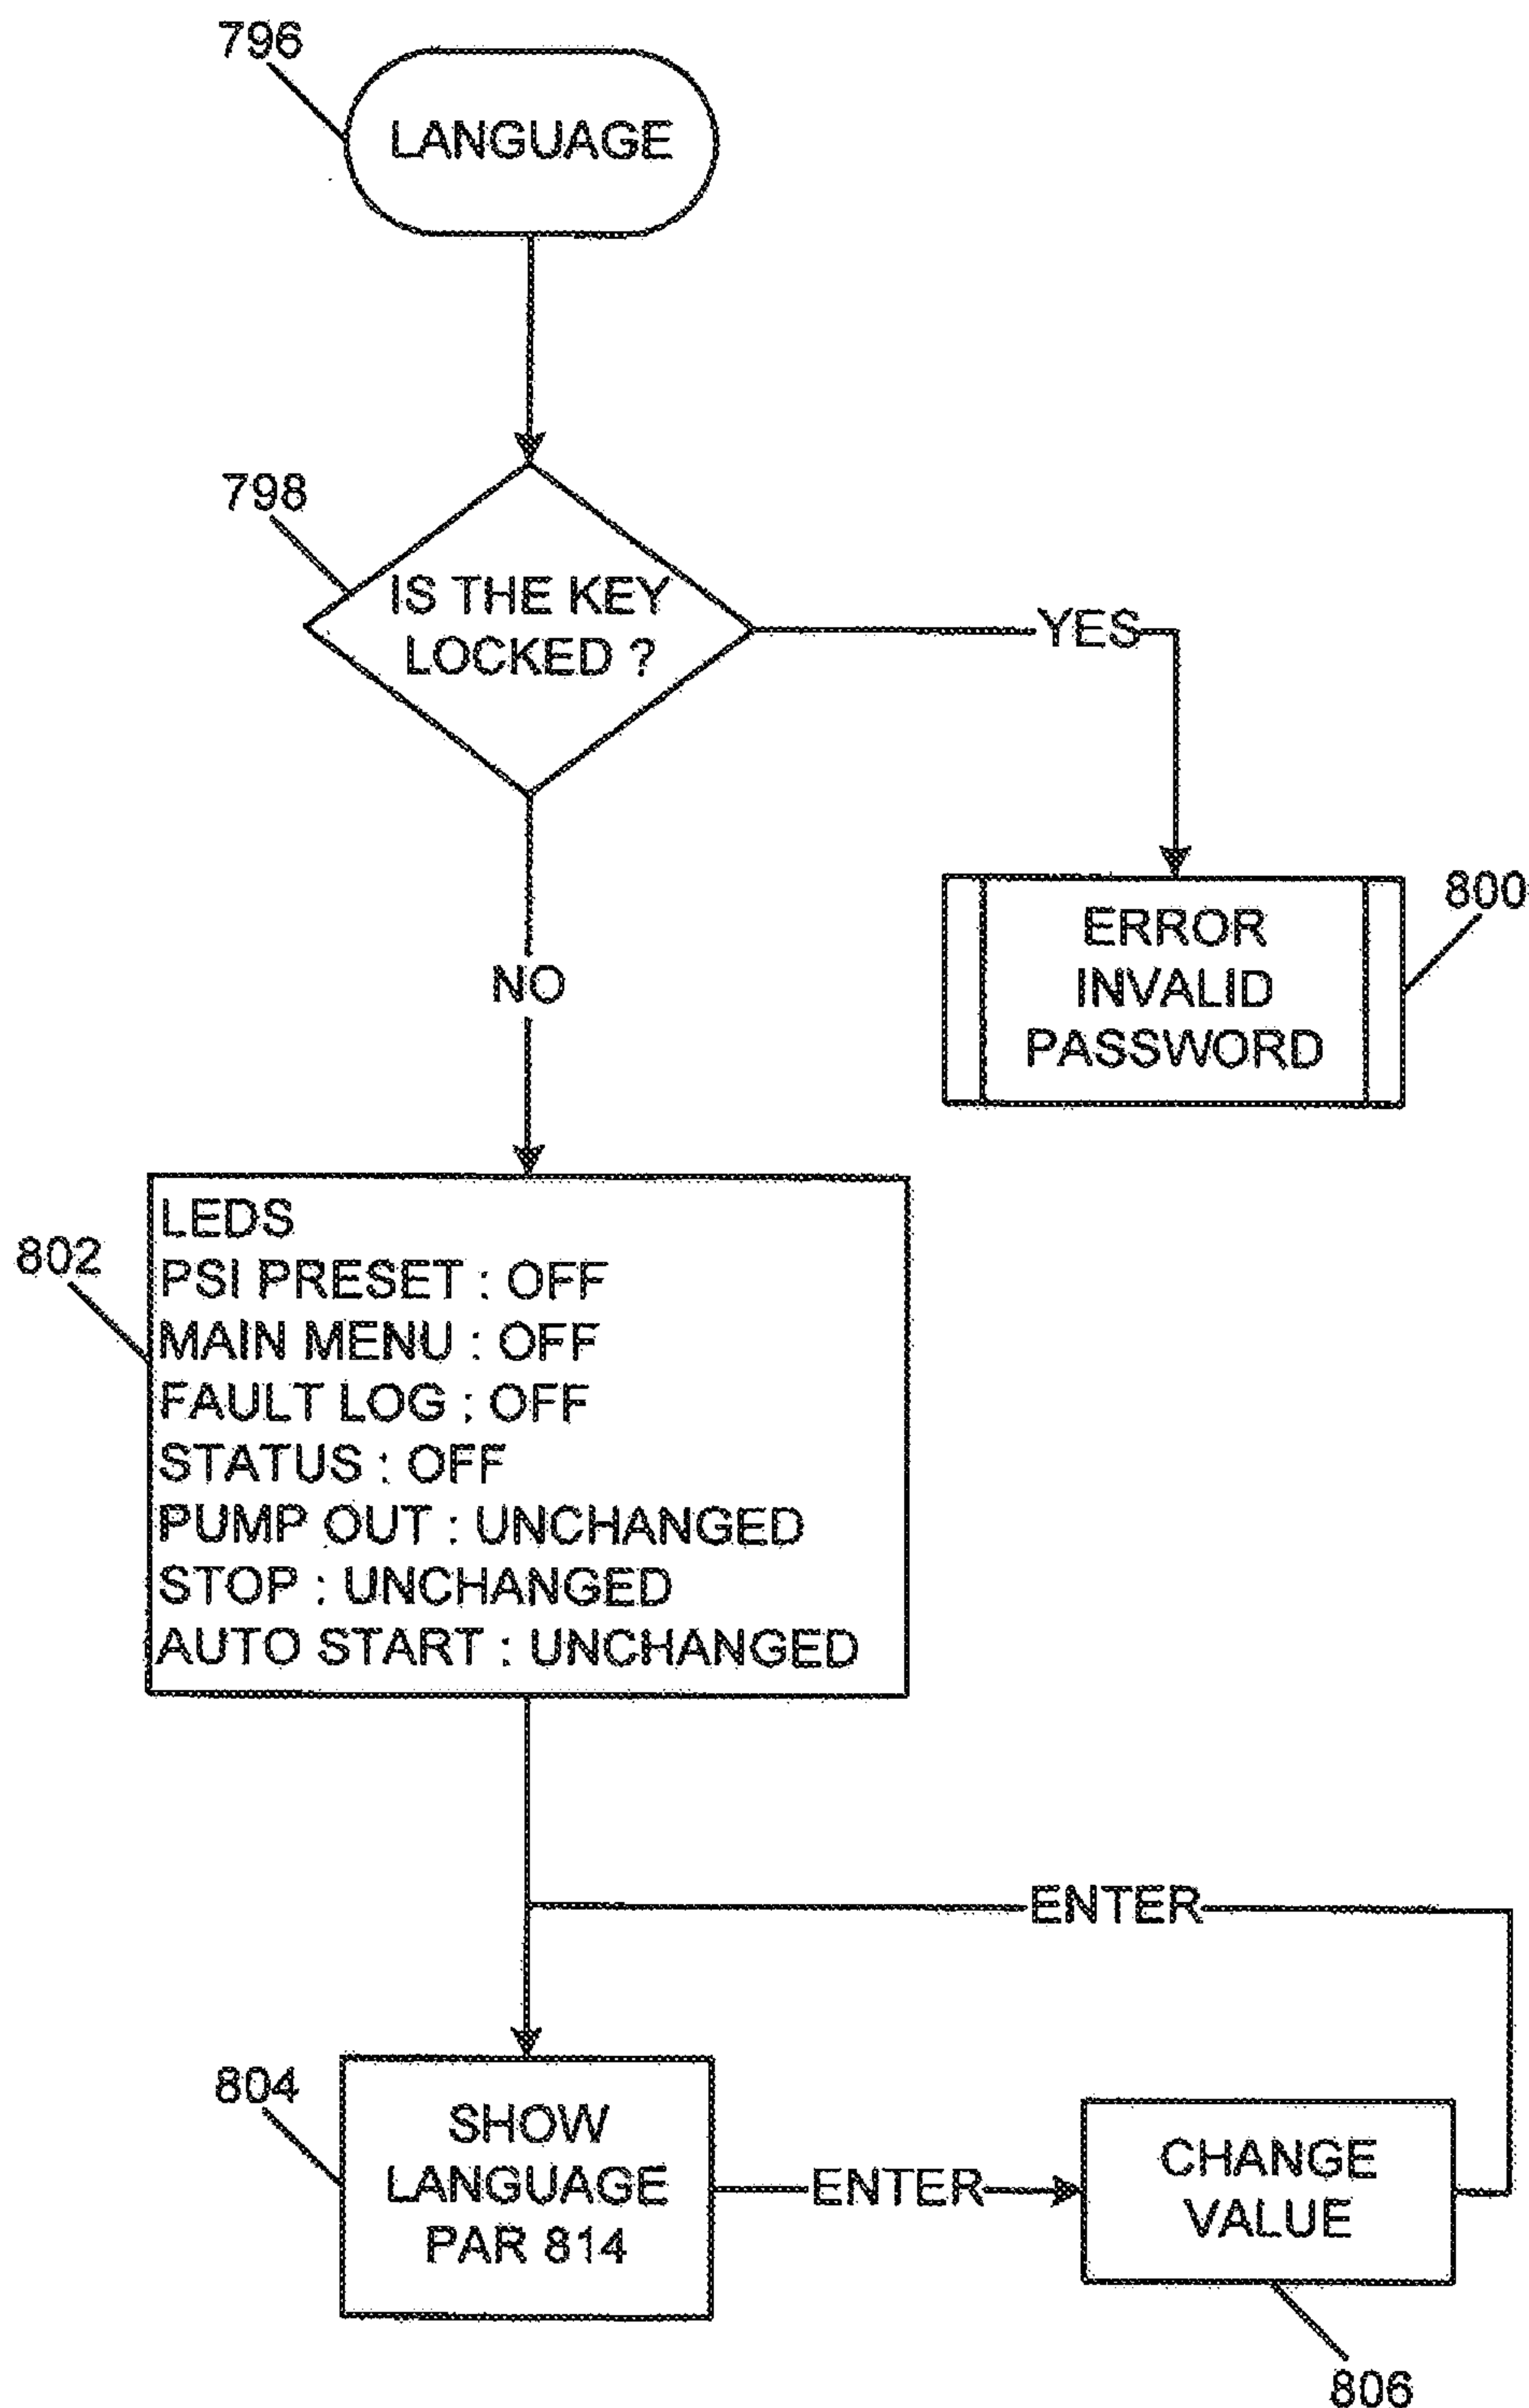 796
LANGUAGE
798
IS THE KEY
LOCKED ?
YES
NO
800
ERROR
INVALID
PASSWORD
802
LEDS
PSI PRESET : OFF
MAIN MENU : OFF
FAULT LOG : OFF
STATUS : OFF
PUMP OUT : UNCHANGED
STOP : UNCHANGED
AUTO START : UNCHANGED
ENTER
804
SHOW
LANGUAGE
PAR 814
ENTER
CHANGE
VALUE
806